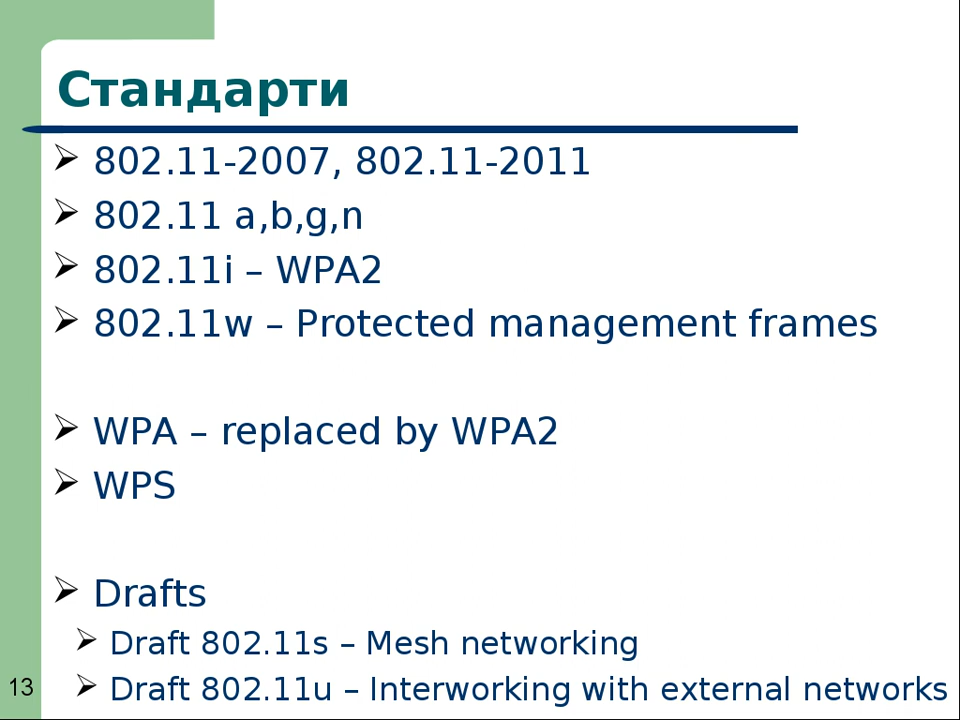 Стандарти
802.11-2007, 802.11-2011
802.11 a,b,g,n
802.11i – WPA2
802.11w – Protected management frames
WPA – replaced by WPA2
WPS
Drafts
Draft 802.11s – Mesh networking
Draft 802.11u – Interworking with external networks
13